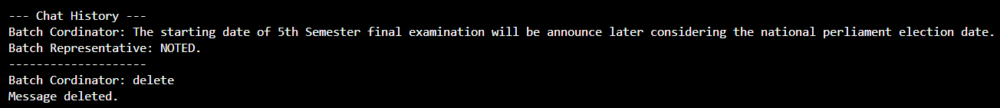 --- Chat History ---
Batch Cordinator: The starting date of 5th Semester final examination will be announce later considering the national perliament election date.
Batch Representative: NOTED.
--------------------
Batch Cordinator: delete
Message deleted.